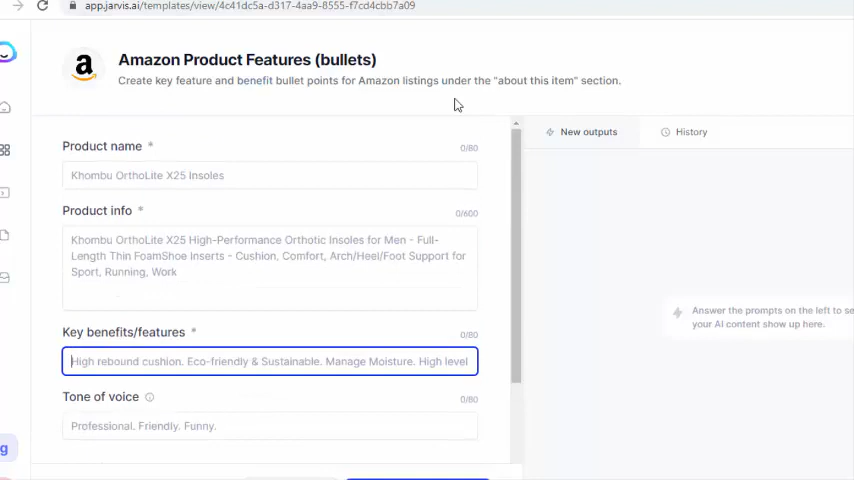 app.jarvis.ai/templates/view/4c41dc5a-d317-4aa9-8555-f7cd4cbb7a09
a
Amazon Product Features (bullets)
Create key feature and benefit bullet points for Amazon listings under the "about this item" section.
New outputs
History
Product name *
0/80
Khombu OrthoLite X25 Insoles
Product info *
0/600
Khombu OrthoLite X25 High-Performance Orthotic Insoles for Men - Full-
Length Thin FoamShoe Inserts - Cushion, Comfort, Arch/Heel/Foot Support for
Sport, Running, Work
Answer the prompts on the left to se
your AI content show up here.
Key benefits/features *
0/80
High rebound cushion. Eco-friendly & Sustainable. Manage Moisture. High level
Tone of voice
0/80
Professional. Friendly. Funny.
g